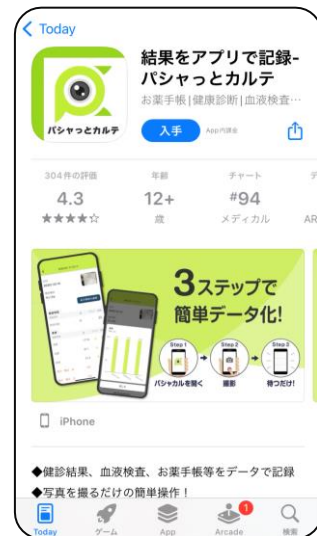 Today
結果をアプリで記録-
パシャっとカルテ
お薬手帳|健康診断|血液検査…
パシャっとカルテ
入手
App内課金
304件の評価
年齢
チャート
4.3
12+
#94
★★★★☆
歳
メディカル
AR
3ステップで
簡単データ化!
Step 1
Step 2
Step 3
パシャカルを開く
撮影
待つだけ!
iPhone
◆健診結果、血液検査、お薬手帳等をデータで記録
◆写真を撮るだけの簡単操作!
1
Today
ゲーム
App
Arcade
検索